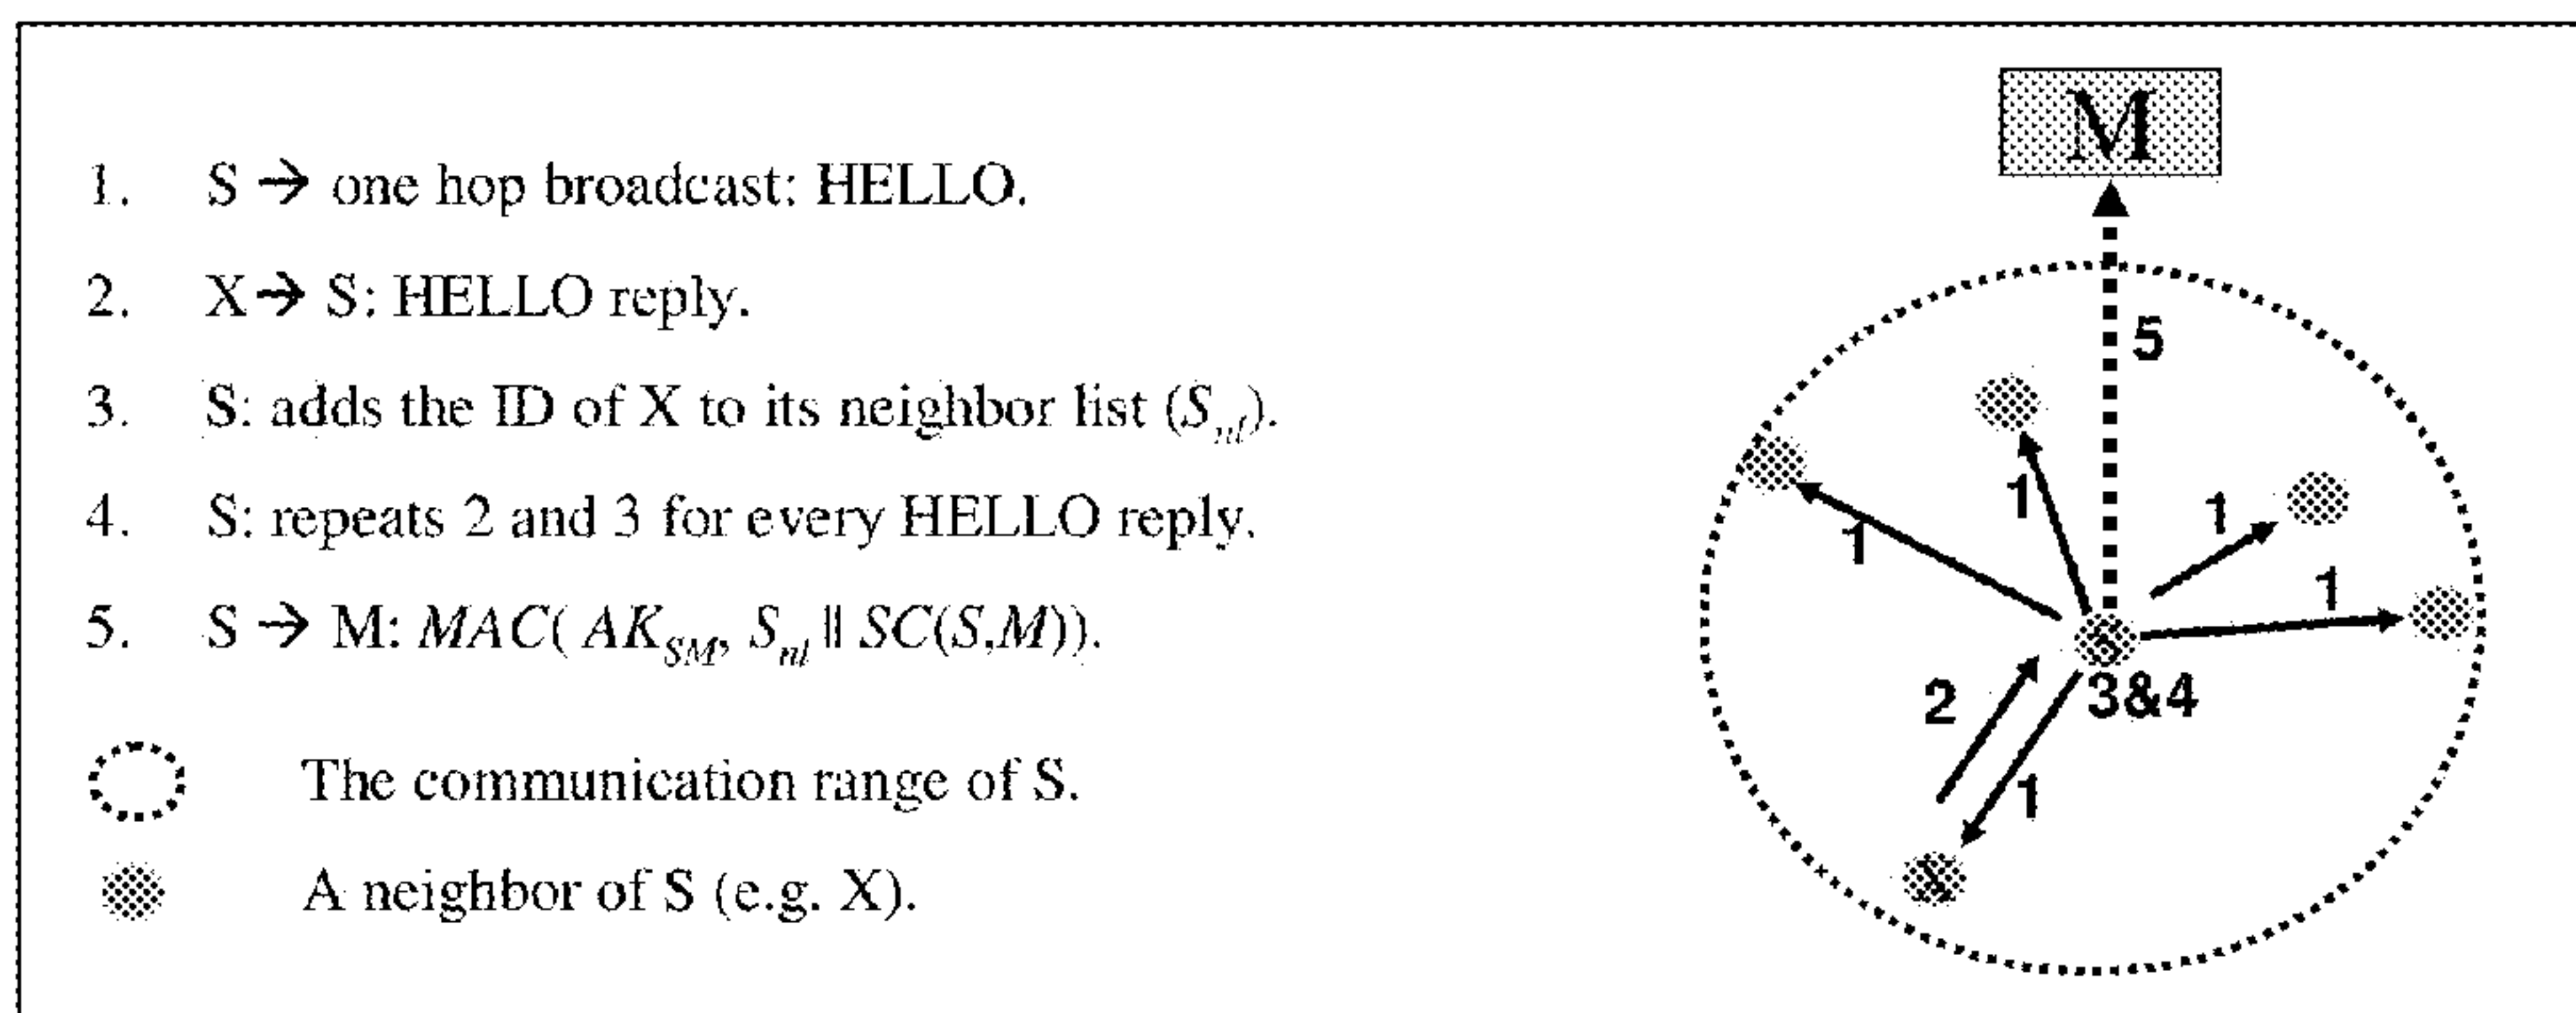 1. S → one hop broadcast: HELLO.
2. X → S: HELLO reply.
3. S: adds the ID of X to its neighbor list (S_nl).
4. S: repeats 2 and 3 for every HELLO reply.
5. S → M: MAC( AK_SM, S_nl || SC(S,M)).
The communication range of S.
A neighbor of S (e.g. X).
M
5
1
1
1
1
S
3&4
2
1
X